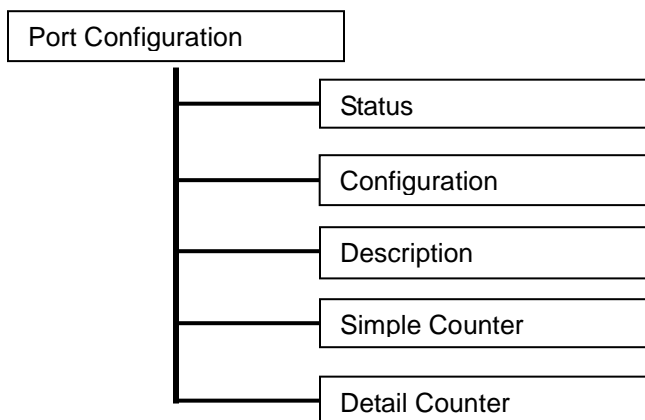 Port Configuration
Status
Configuration
Description
Simple Counter
Detail Counter